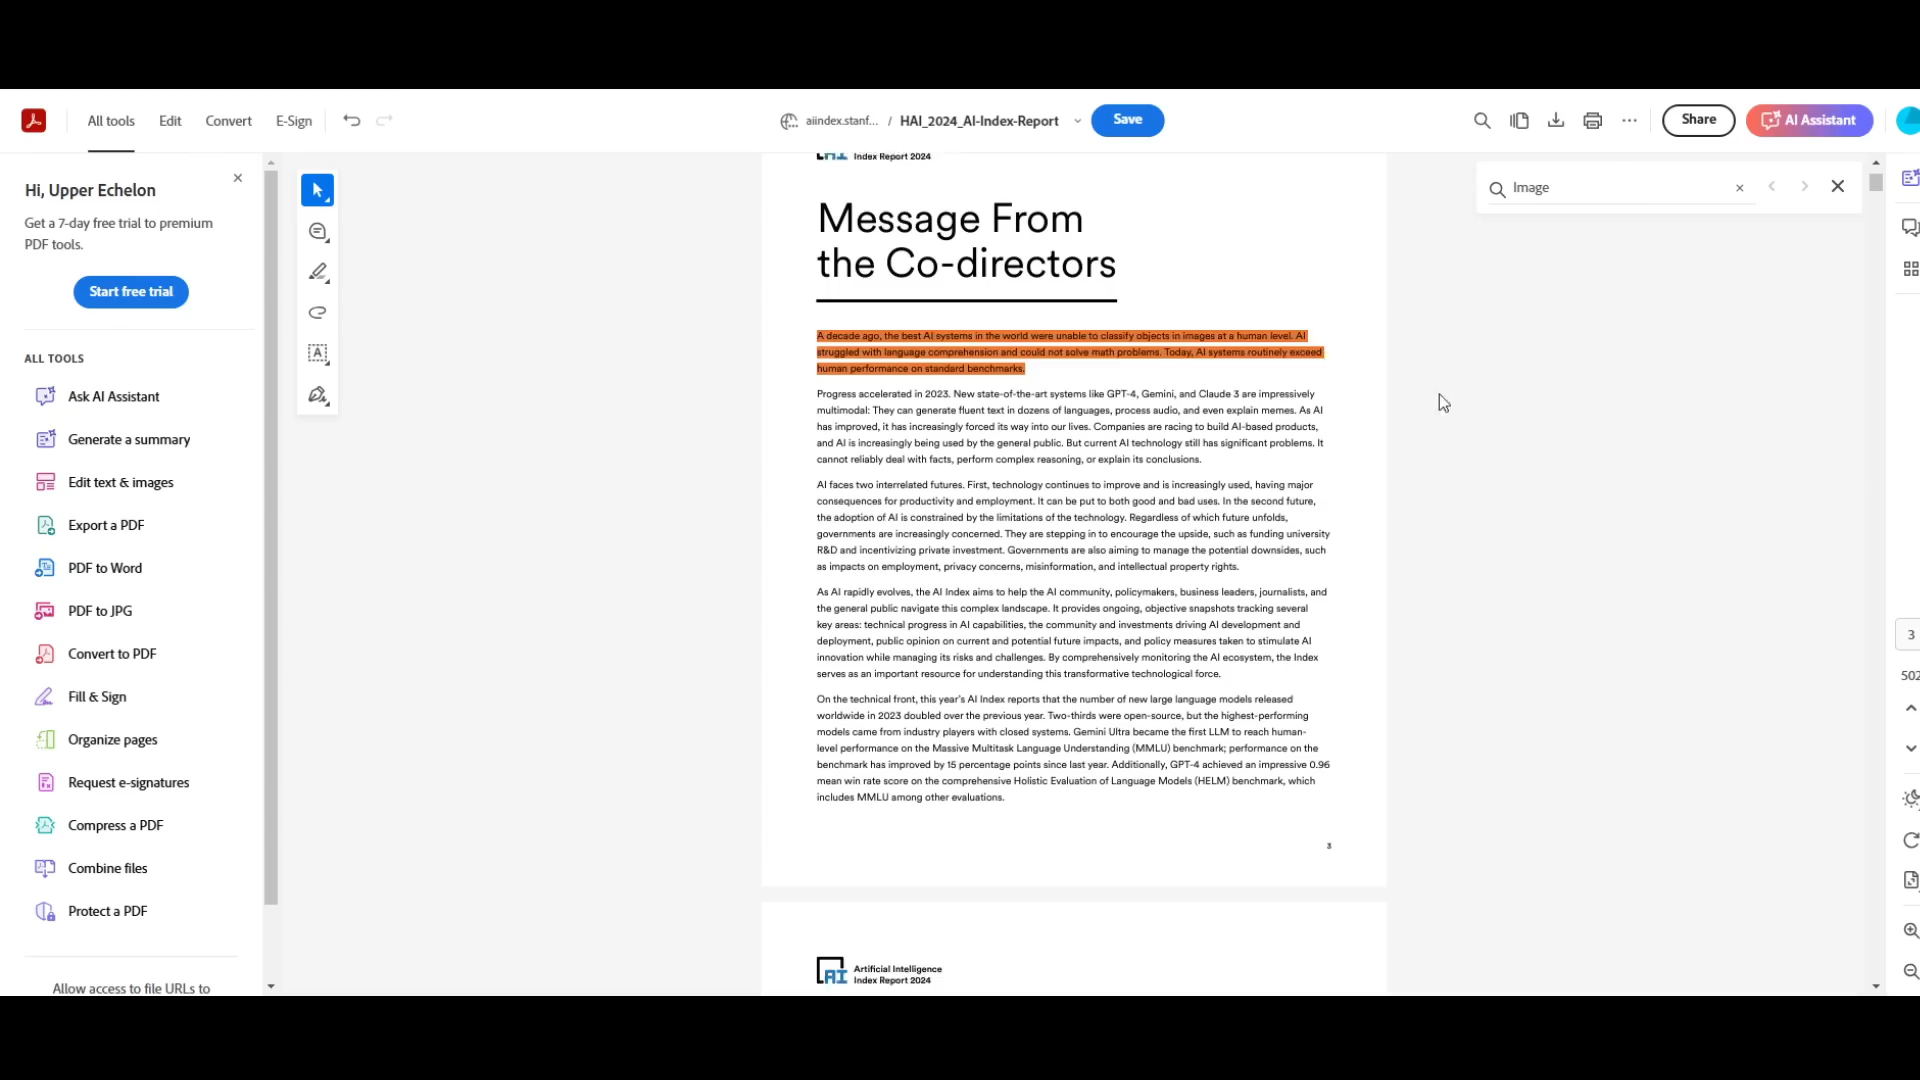 All tools Edit Convert E-Sign
aiindex.stanf... / HAI_2024_AI-Index-Report Save
Share AI Assistant
Hi, Upper Echelon
Get a 7-day free trial to premium
PDF tools.
Start free trial
ALL TOOLS
Ask AI Assistant
Generate a summary
Edit text & images
Export a PDF
PDF to Word
PDF to JPG
Convert to PDF
Fill & Sign
Organize pages
Request e-signatures
Compress a PDF
Combine files
Protect a PDF
Allow access to file URLs to
Index Report 2024
Message From
the Co-directors
A decade ago, the best AI systems in the world were unable to classify objects in images at a human level. AI
struggled with language comprehension and could not solve math problems. Today, AI systems routinely exceed
human performance on standard benchmarks.
Progress accelerated in 2023. New state-of-the-art systems like GPT-4, Gemini, and Claude 3 are impressively
multimodal: They can generate fluent text in dozens of languages, process audio, and even explain memes. As AI
has improved, it has increasingly forced its way into our lives. Companies are racing to build AI-based products,
and AI is increasingly being used by the general public. But current AI technology still has significant problems. It
cannot reliably deal with facts, perform complex reasoning, or explain its conclusions.
AI faces two interrelated futures. First, technology continues to improve and is increasingly used, having major
consequences for productivity and employment. It can be put to both good and bad uses. In the second future,
the adoption of AI is constrained by the limitations of the technology. Regardless of which future unfolds,
governments are increasingly concerned. They are stepping in to encourage the upside, such as funding university
R&D and incentivizing private investment. Governments are also aiming to manage the potential downsides, such
as impacts on employment, privacy concerns, misinformation, and intellectual property rights.
As AI rapidly evolves, the AI Index aims to help the AI community, policymakers, business leaders, journalists, and
the general public navigate this complex landscape. It provides ongoing, objective snapshots tracking several
key areas: technical progress in AI capabilities, the community and investments driving AI development and
deployment, public opinion on current and potential future impacts, and policy measures taken to stimulate AI
innovation while managing its risks and challenges. By comprehensively monitoring the AI ecosystem, the Index
serves as an important resource for understanding this transformative technological force.
On the technical front, this year's AI Index reports that the number of new large language models released
worldwide in 2023 doubled over the previous year. Two-thirds were open-source, but the highest-performing
models came from industry players with closed systems. Gemini Ultra became the first LLM to reach human-
level performance on the Massive Multitask Language Understanding (MMLU) benchmark; performance on the
benchmark has improved by 15 percentage points since last year. Additionally, GPT-4 achieved an impressive 0.96
mean win rate score on the comprehensive Holistic Evaluation of Language Models (HELM) benchmark, which
includes MMLU among other evaluations.
3
AI Artificial Intelligence
Index Report 2024
Image
3
502